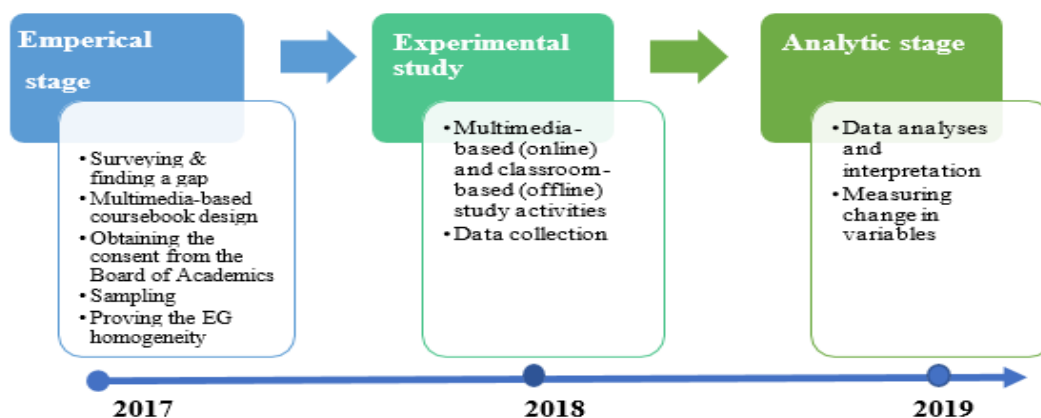 Emperical
stage
• Surveying &
finding a gap
• Multimedia-based
coursebook design
• Obtaining the
consent from the
Board of Academics
• Sampling
• Proving the EG
homogeneity
Experimental
study
• Multimedia-
based (online)
and classroom-
based (offline)
study activities
• Data collection
Analytic stage
• Data analyses
and
interpretation
• Measuring
change in
variables
2017
2018
2019